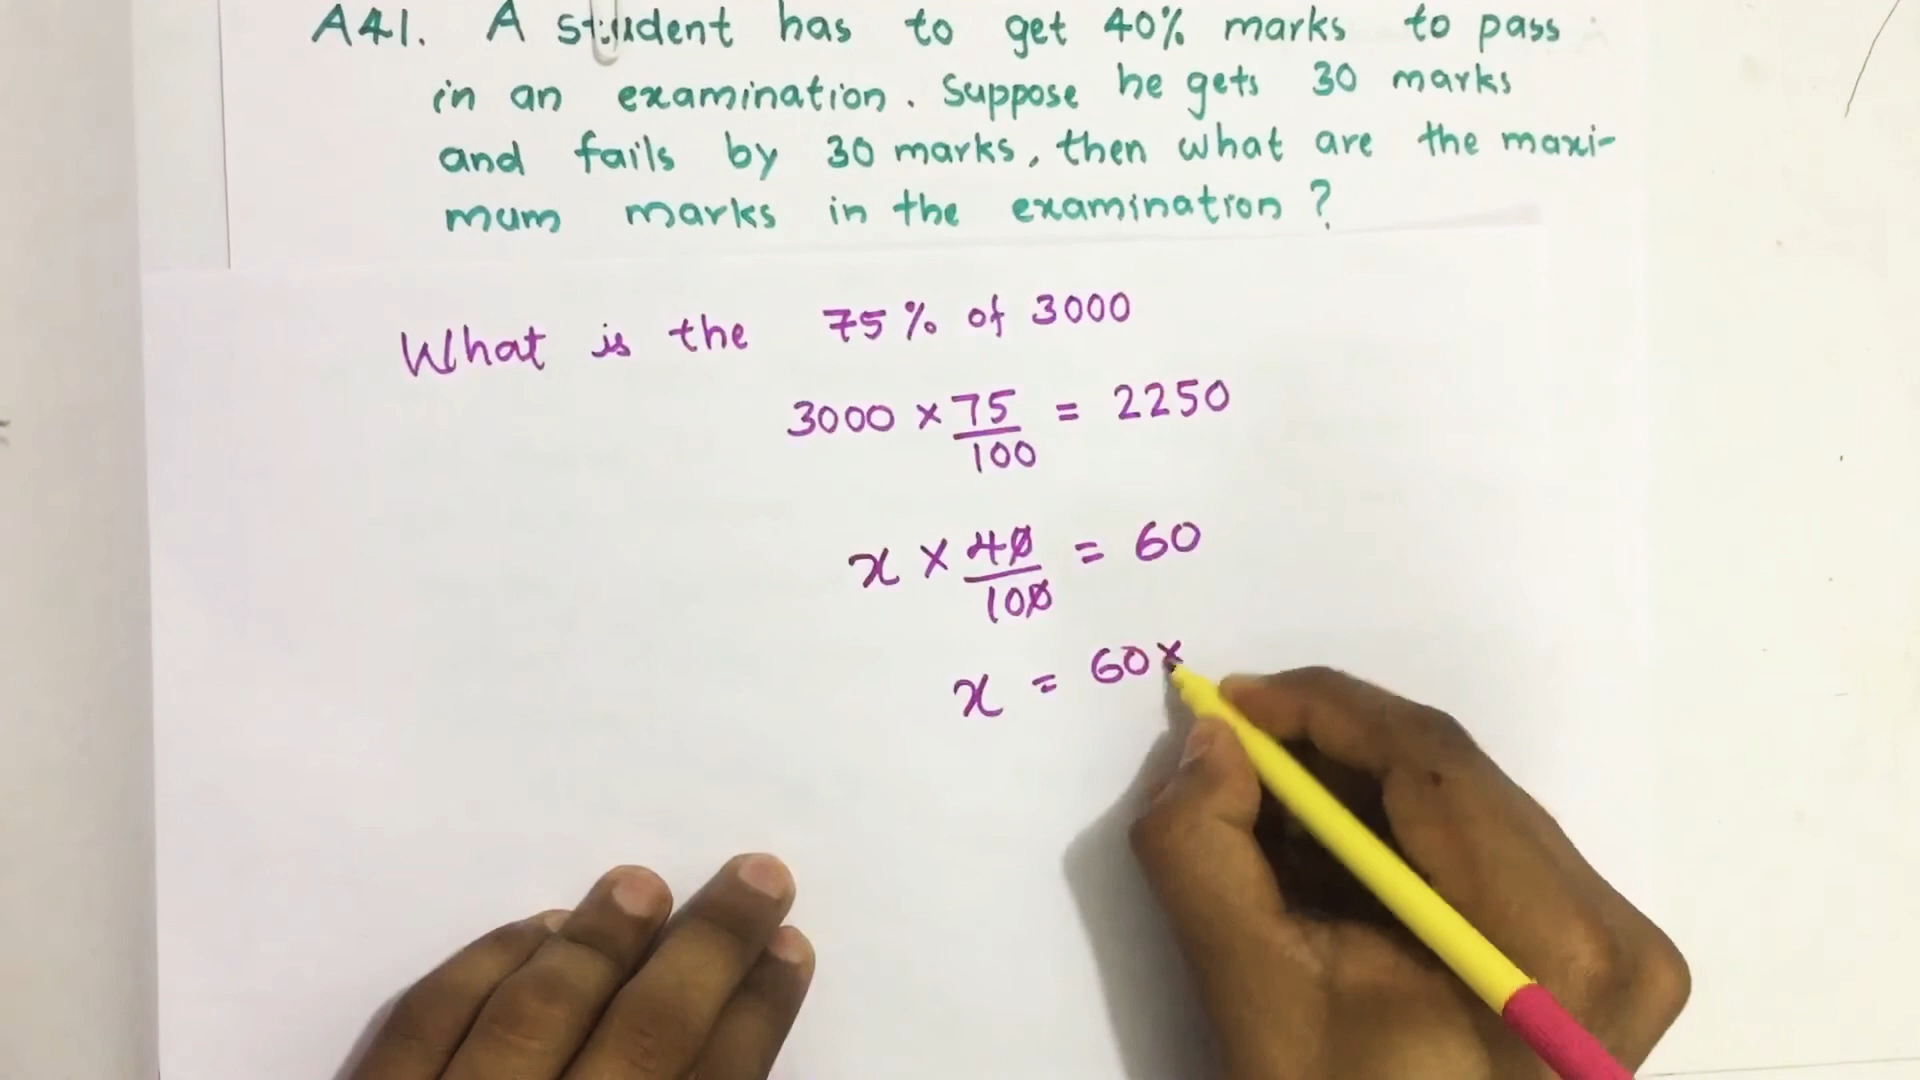 A41. A student has to get 40% marks to pass
in an examination. Suppose he gets 30 marks
and fails by 30 marks, then what are the maxi-
mum marks in the examination?
What is the 75% of 3000
3000 × 75/100 = 2250
x × 40/100 = 60
x = 60×